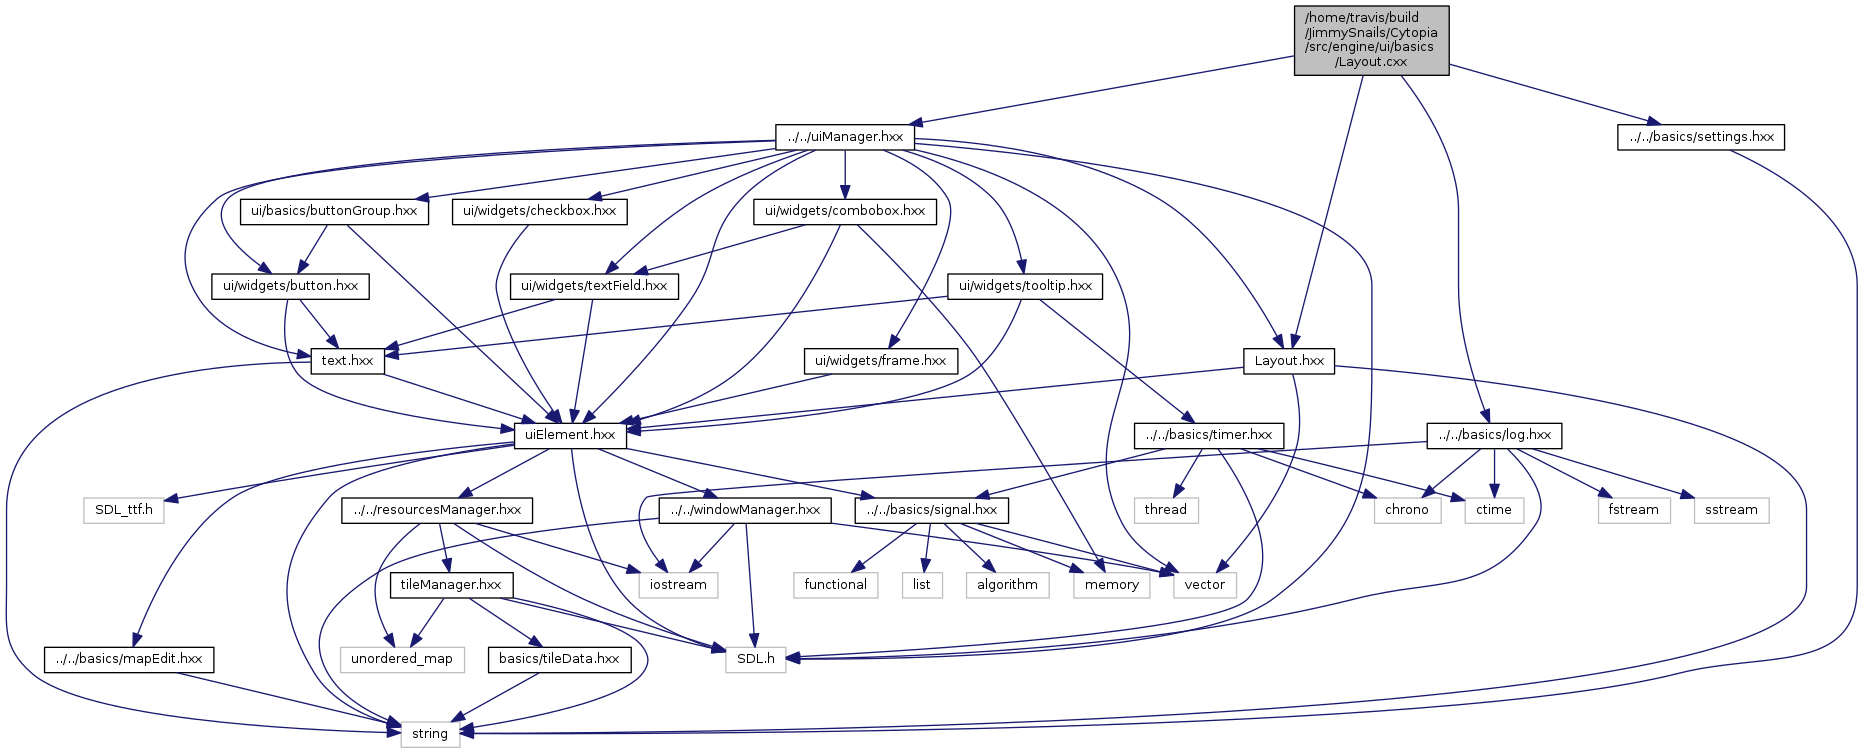 /home/travis/build
/JimmySnails/Cytopia
/src/engine/ui/basics
/Layout.cxx
../../uiManager.hxx
../../basics/settings.hxx
ui/basics/buttonGroup.hxx
ui/widgets/checkbox.hxx
ui/widgets/combobox.hxx
ui/widgets/button.hxx
ui/widgets/textField.hxx
ui/widgets/tooltip.hxx
text.hxx
ui/widgets/frame.hxx
Layout.hxx
uiElement.hxx
../../basics/timer.hxx
../../basics/log.hxx
SDL_ttf.h
../../resourcesManager.hxx
../../windowManager.hxx
../../basics/signal.hxx
thread
chrono
ctime
fstream
sstream
tileManager.hxx
iostream
functional
list
algorithm
memory
vector
../../basics/mapEdit.hxx
unordered_map
basics/tileData.hxx
SDL.h
string